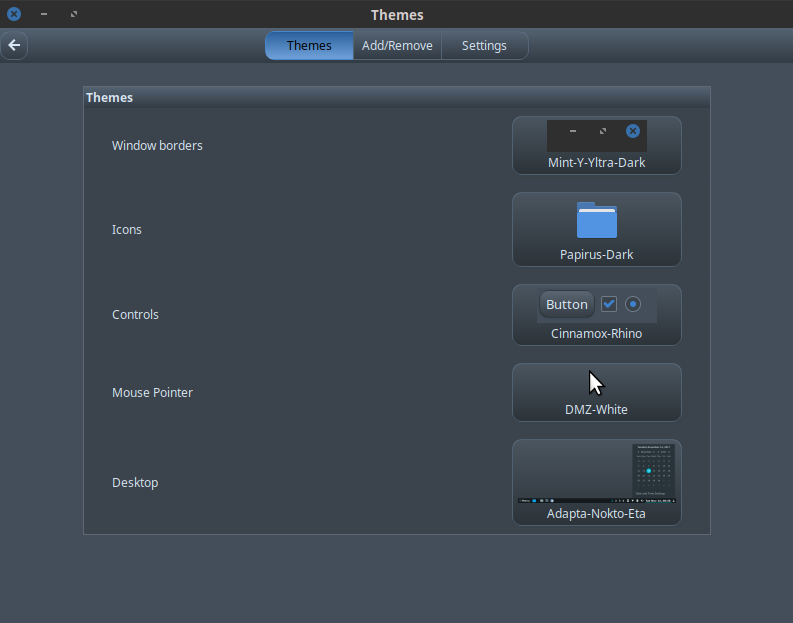 Themes
Themes
Add/Remove
Settings
Themes
Window borders
Mint-Y-Yltra-Dark
Icons
Papirus-Dark
Controls
Button
Cinnamox-Rhino
Mouse Pointer
DMZ-White
Desktop
Adapta-Nokto-Eta